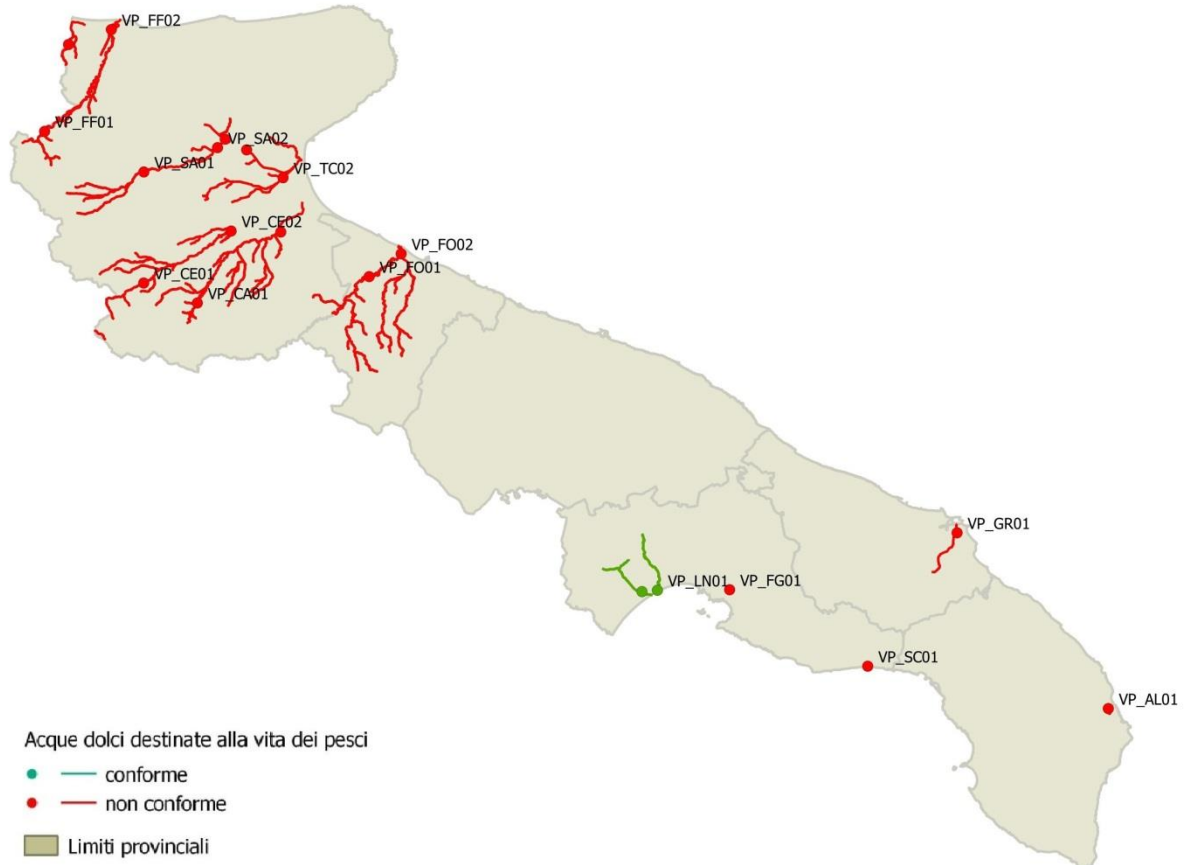 VP_FF02
VP_FF01
VP_SA02
VP_SA01
VP_TC02
VP_CE02
VP_FO02
VP_CE01
VP_FO01
VP_CA01
VP_GR01
VP_LN01
VP_FG01
VP_SC01
VP_AL01
Acque dolci destinate alla vita dei pesci
conforme
non conforme
Limiti provinciali